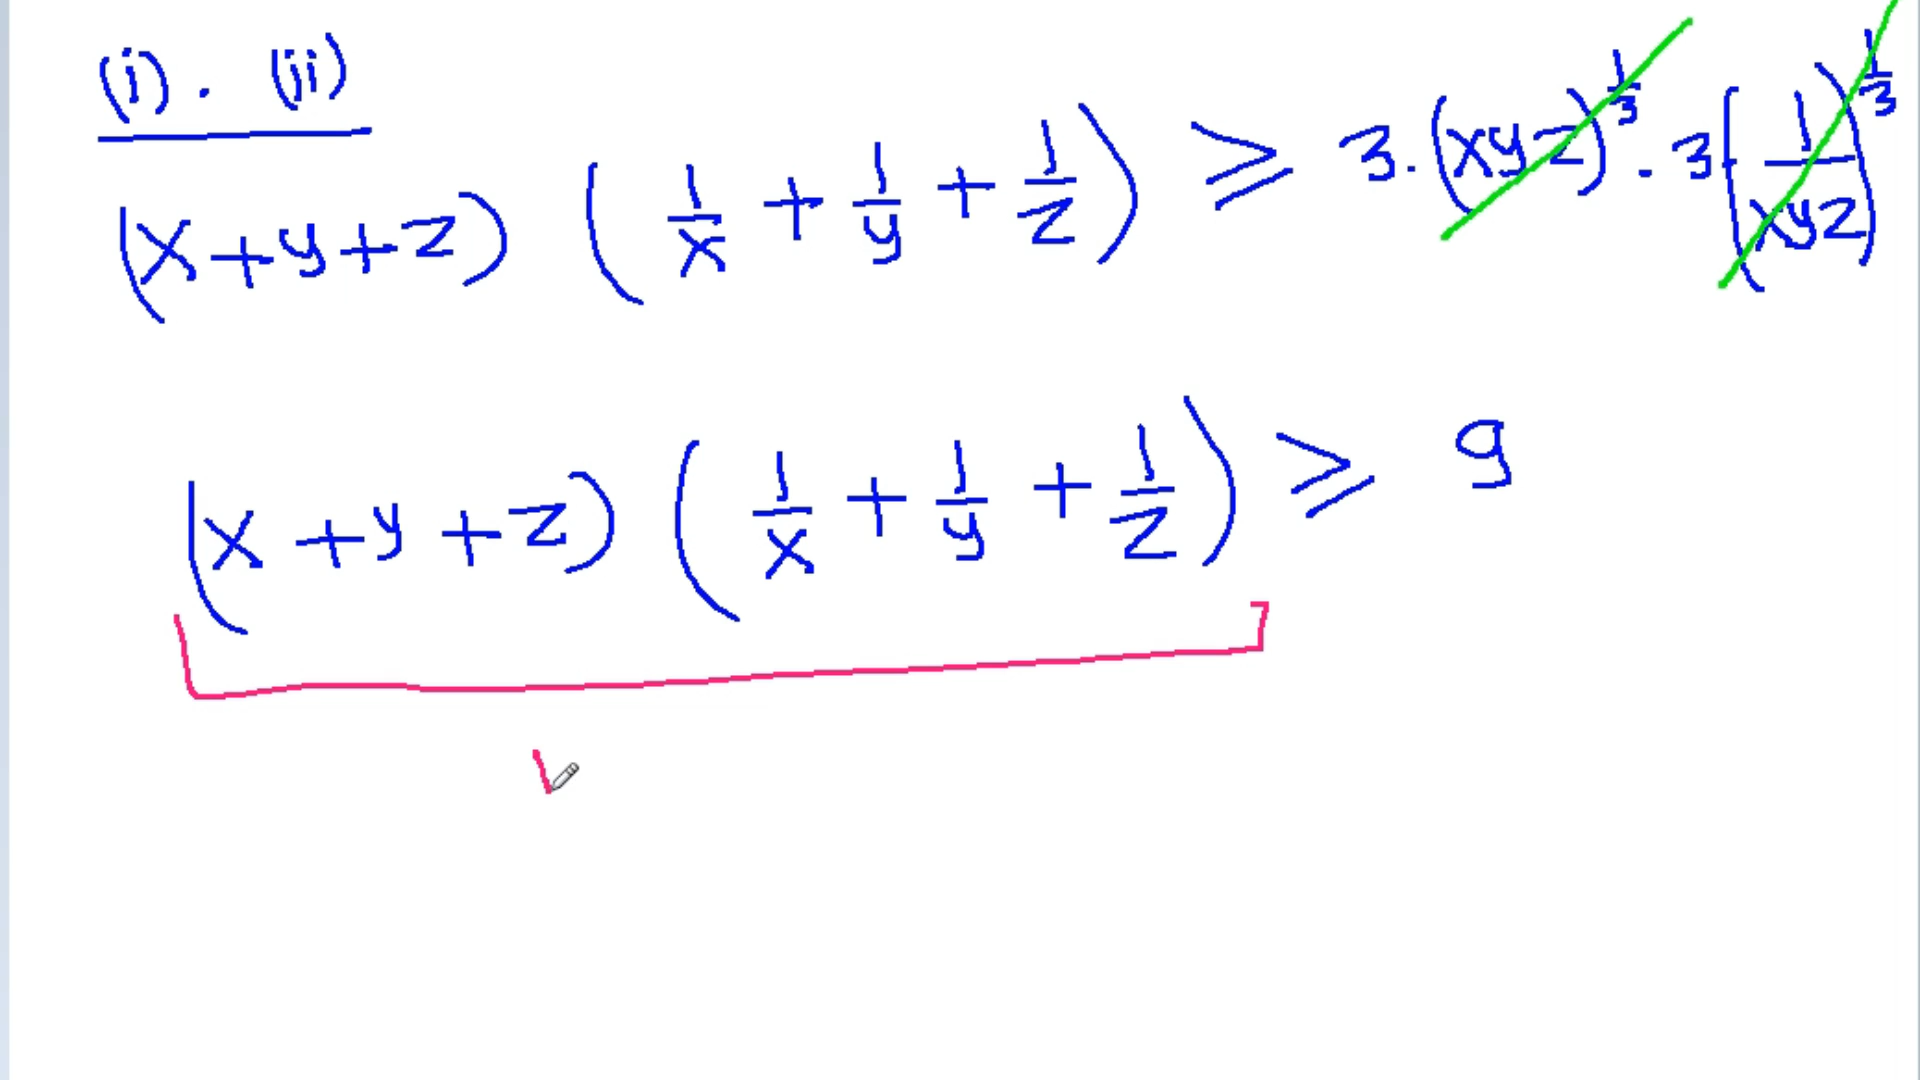 (i) . (ii)
(x+y+z) (1/x + 1/y + 1/z) ⩾ 3.(xyz)^1/3 . 3(1/xyz)^1/3
(x+y+z) (1/x + 1/y + 1/z) ⩾ 9